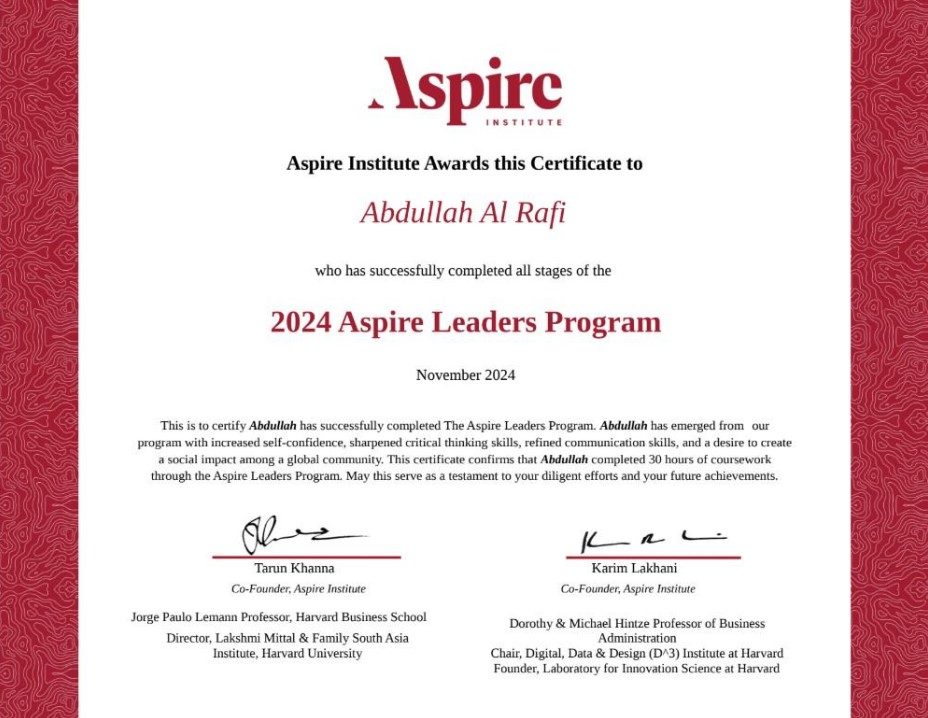 Aspire
INSTITUTE
Aspire Institute Awards this Certificate to
Abdullah Al Rafi
who has successfully completed all stages of the
2024 Aspire Leaders Program
November 2024
This is to certify Abdullah has successfully completed The Aspire Leaders Program. Abdullah has emerged from our
program with increased self-confidence, sharpened critical thinking skills, refined communication skills, and a desire to create
a social impact among a global community. This certificate confirms that Abdullah completed 30 hours of coursework
through the Aspire Leaders Program. May this serve as a testament to your diligent efforts and your future achievements.
Tarun Khanna
Co-Founder, Aspire Institute
Jorge Paulo Lemann Professor, Harvard Business School
Director, Lakshmi Mittal & Family South Asia
Institute, Harvard University
Karim Lakhani
Co-Founder, Aspire Institute
Dorothy & Michael Hintze Professor of Business
Administration
Chair, Digital, Data & Design (D^3) Institute at Harvard
Founder, Laboratory for Innovation Science at Harvard